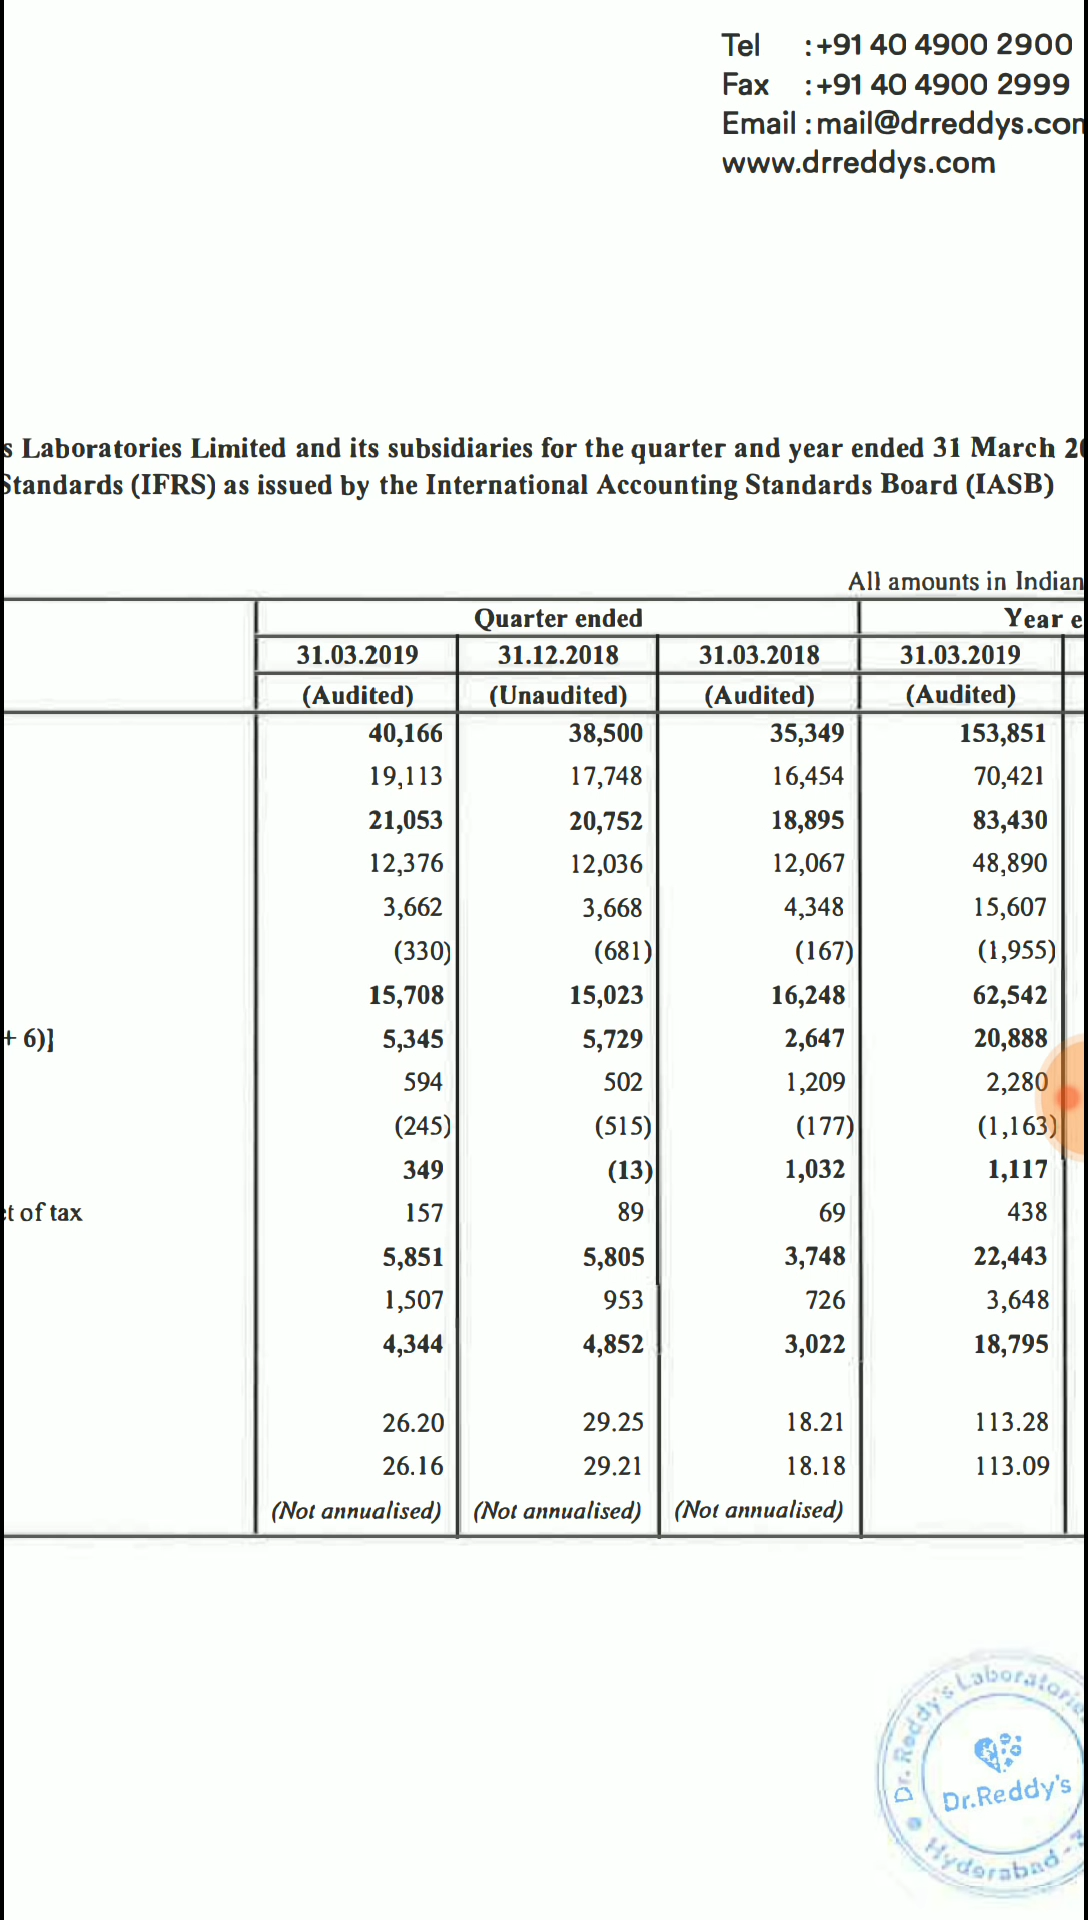 Tel : +91 40 4900 2900
Fax : +91 40 4900 2999
Email : mail@drreddys.com
www.drreddys.com
s Laboratories Limited and its subsidiaries for the quarter and year ended 31 March 20
Standards (IFRS) as issued by the International Accounting Standards Board (IASB)
All amounts in Indian
Quarter ended Year e
31.03.2019 31.12.2018 31.03.2018 31.03.2019
(Audited) (Unaudited) (Audited) (Audited)
40,166 38,500 35,349 153,851
19,113 17,748 16,454 70,421
21,053 20,752 18,895 83,430
12,376 12,036 12,067 48,890
3,662 3,668 4,348 15,607
(330) (681) (167) (1,955)
15,708 15,023 16,248 62,542
+ 6)] 5,345 5,729 2,647 20,888
594 502 1,209 2,280
(245) (515) (177) (1,163)
349 (13) 1,032 1,117
et of tax 157 89 69 438
5,851 5,805 3,748 22,443
1,507 953 726 3,648
4,344 4,852 3,022 18,795
26.20 29.25 18.21 113.28
26.16 29.21 18.18 113.09
(Not annualised) (Not annualised) (Not annualised)
Dr. Reddy's Laboratorie
Dr.Reddy's
Hyderabad -